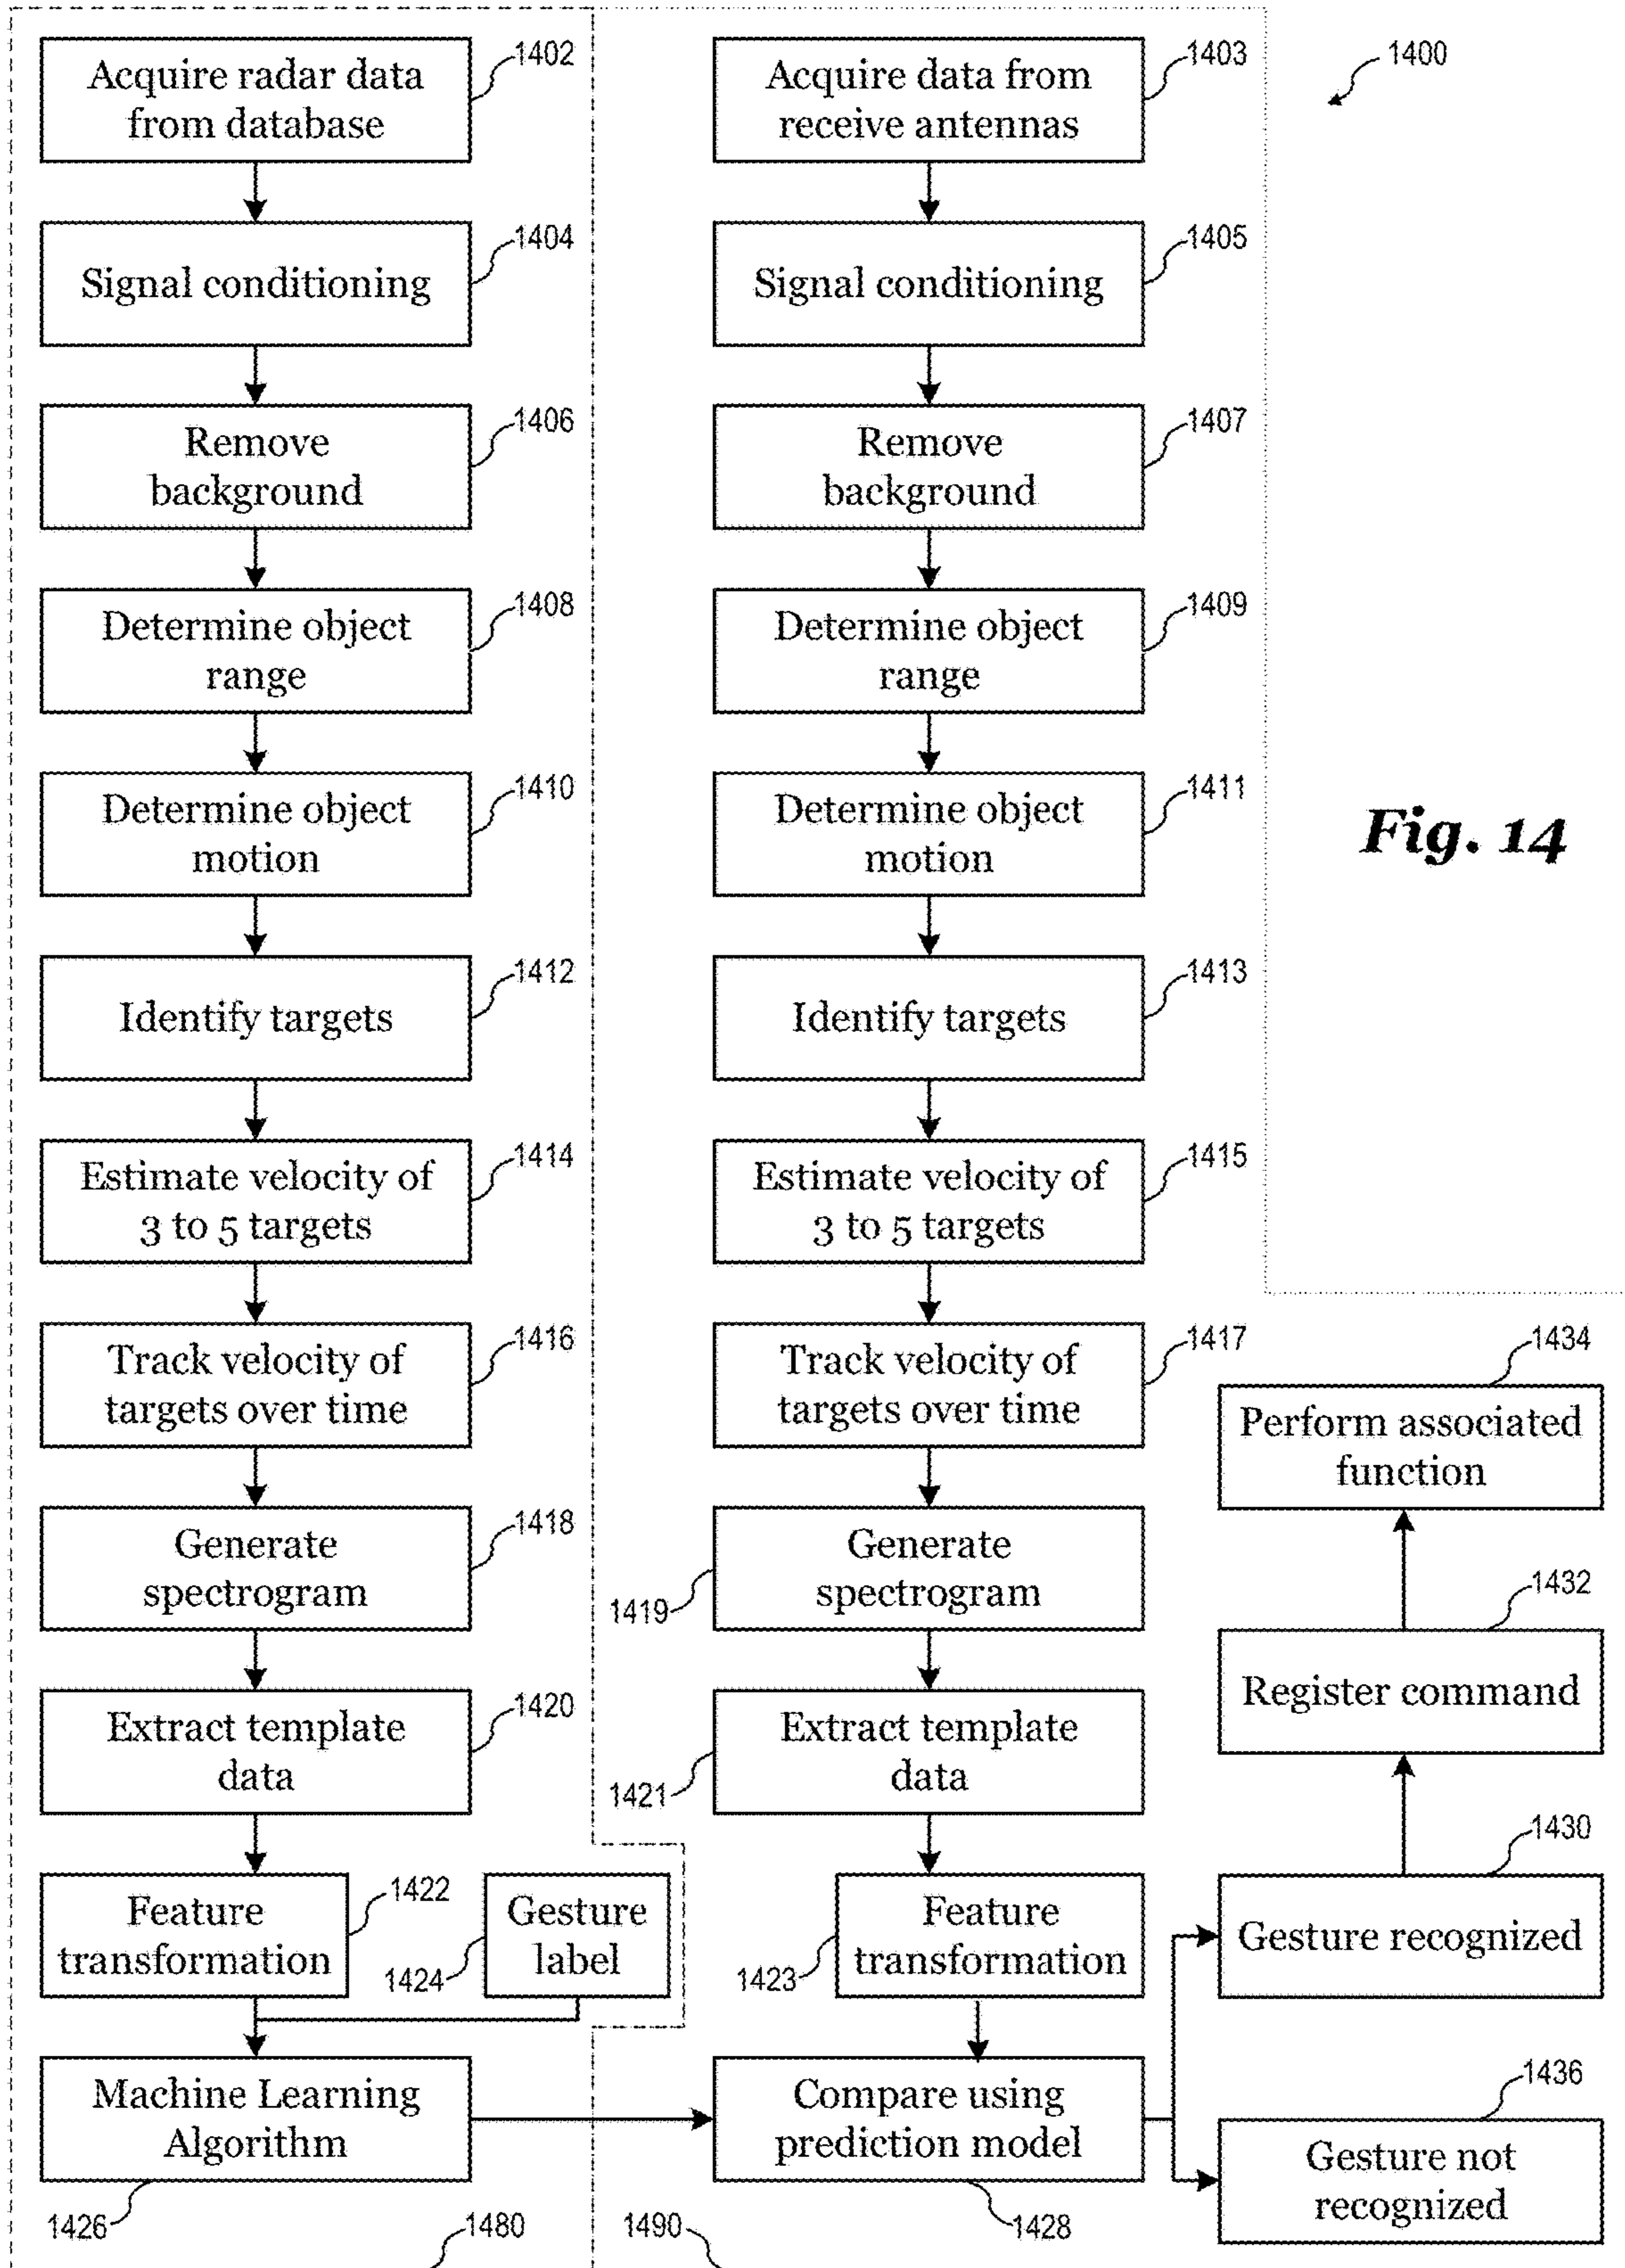 Acquire radar data
from database
1402
Signal conditioning
1404
Remove
background
1406
Determine object
range
1408
Determine object
motion
1410
Identify targets
1412
Estimate velocity of
3 to 5 targets
1414
Track velocity of
targets over time
1416
Generate
spectrogram
1418
Extract template
data
1420
Feature
transformation
1422
Gesture
label
1424
Machine Learning
Algorithm
1426
1480
Acquire data from
receive antennas
1403
Signal conditioning
1405
Remove
background
1407
Determine object
range
1409
Determine object
motion
1411
Identify targets
1413
Estimate velocity of
3 to 5 targets
1415
Track velocity of
targets over time
1417
Generate
spectrogram
1419
Extract template
data
1421
Feature
transformation
1423
Compare using
prediction model
1428
1490
1400
Fig. 14
1434
Perform associated
function
1432
Register command
1430
Gesture recognized
1436
Gesture not
recognized